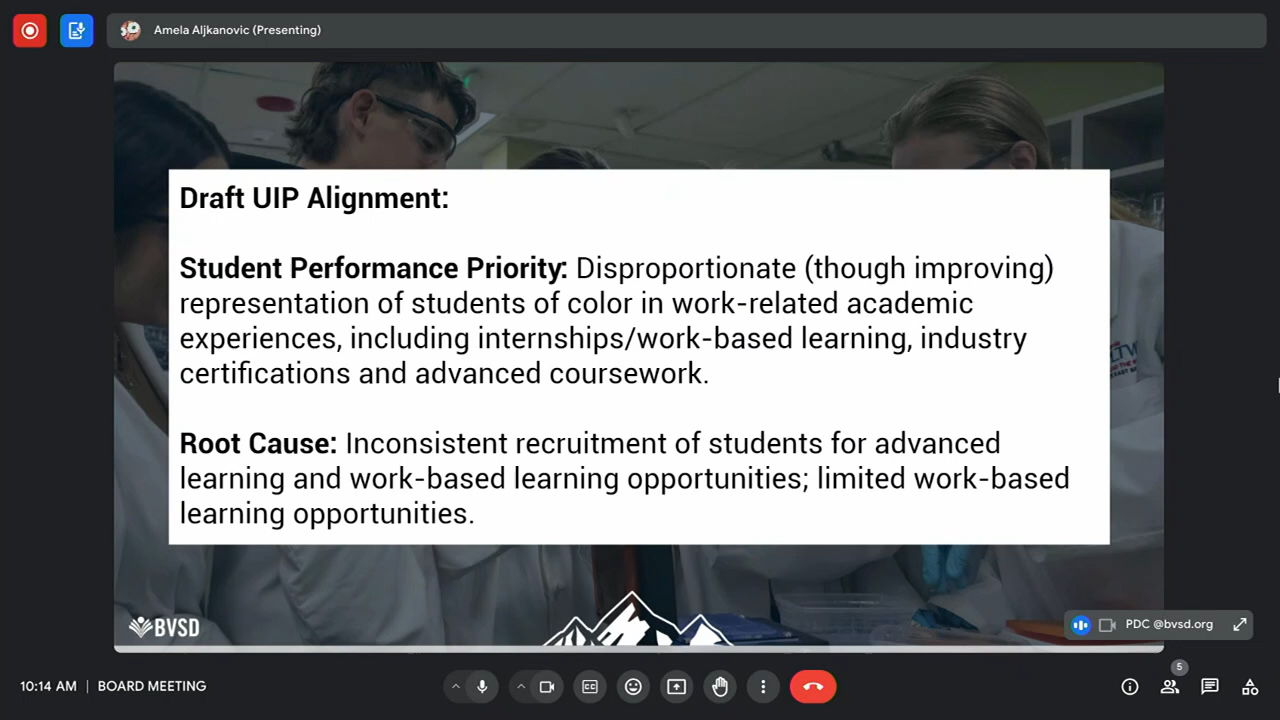 Amela Aljkanovic (Presenting)
Draft UIP Alignment:
Student Performance Priority: Disproportionate (though improving)
representation of students of color in work-related academic
experiences, including internships/work-based learning, industry
certifications and advanced coursework.
Root Cause: Inconsistent recruitment of students for advanced
learning and work-based learning opportunities; limited work-based
learning opportunities.
BVSD
PDC @bvsd.org
10:14 AM | BOARD MEETING
CC
5